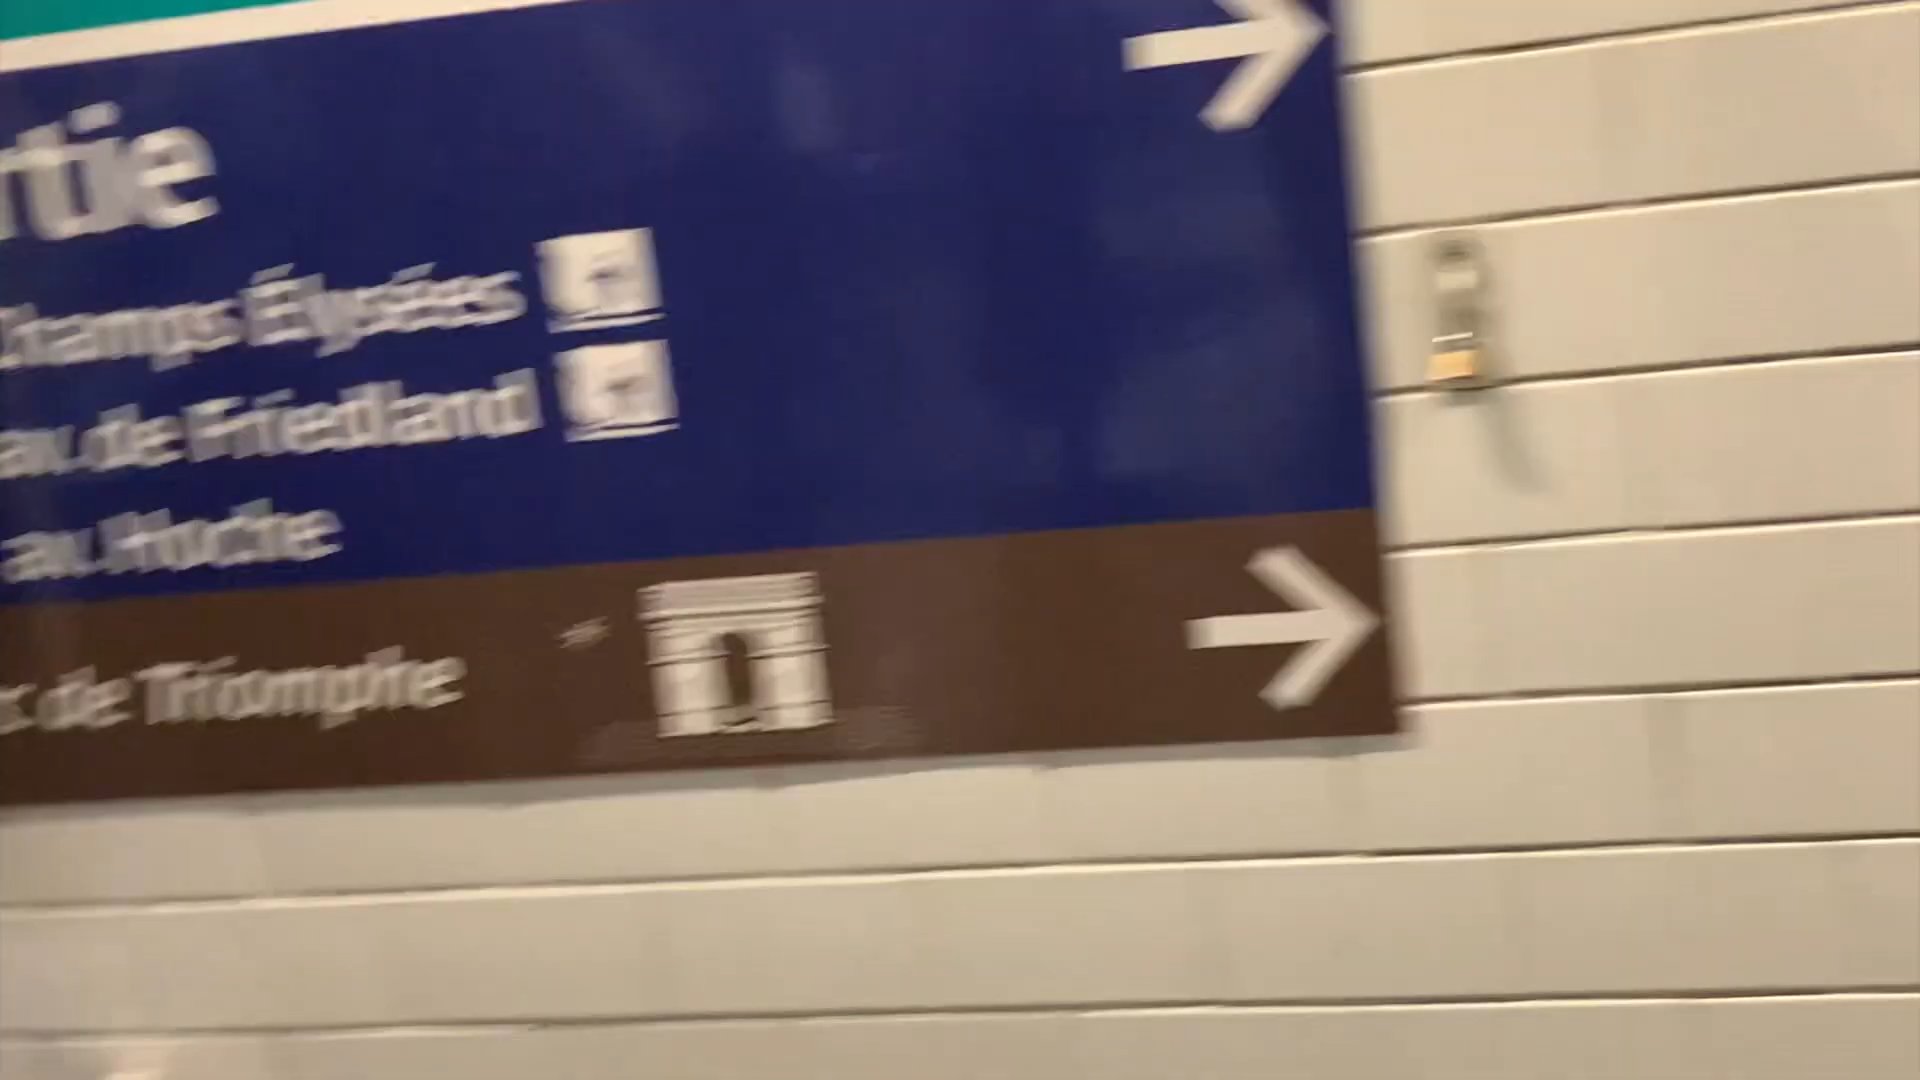 rtie
Champs Élysées
av. de Friedland
av. Hoche
de Triomphe